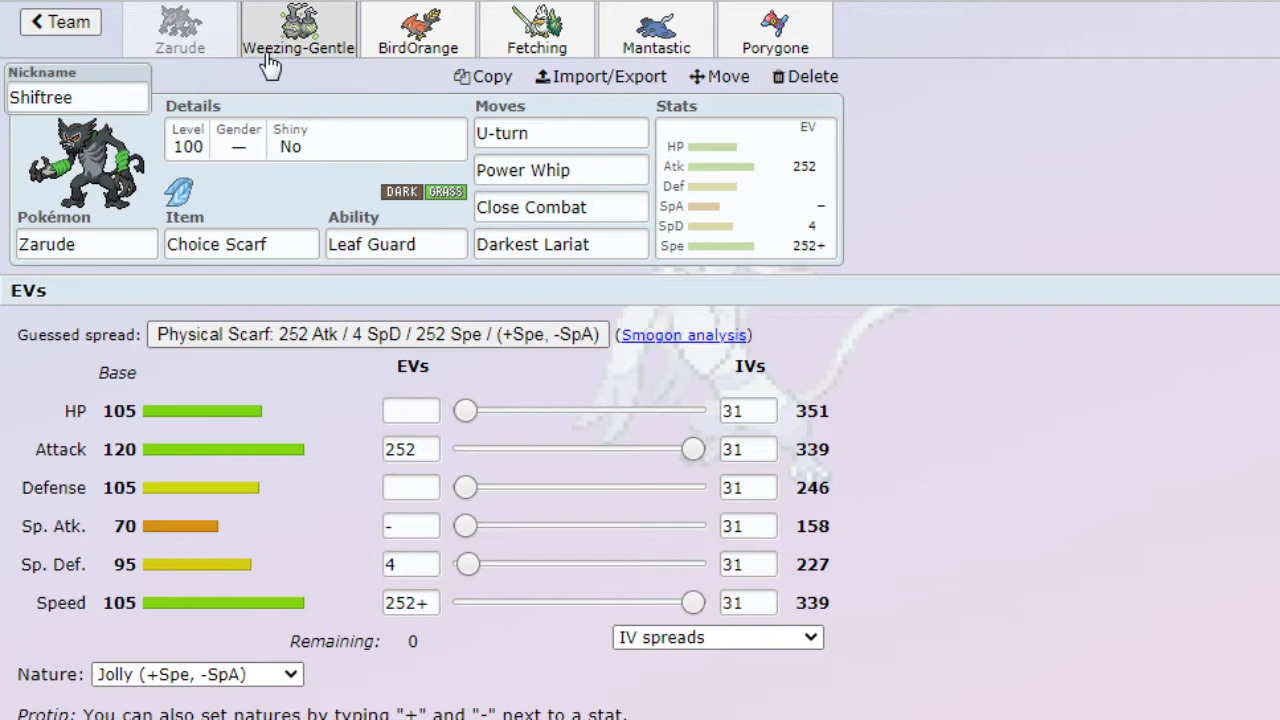 Team
Zarude
Weezing-Gentle
BirdOrange
Fetching
Mantastic
Porygone
Nickname
Shiftree
Copy
Import/Export
Move
Delete
Details
Level
100
Gender
—
Shiny
No
DARK GRASS
Pokémon
Zarude
Item
Choice Scarf
Ability
Leaf Guard
Moves
U-turn
Power Whip
Close Combat
Darkest Lariat
Stats
EV
HP
Atk 252
Def
SpA –
SpD 4
Spe 252+
EVs
Guessed spread: Physical Scarf: 252 Atk / 4 SpD / 252 Spe / (+Spe, -SpA) (Smogon analysis)
Base EVs IVs
HP 105 31 351
Attack 120 252 31 339
Defense 105 31 246
Sp. Atk. 70 - 31 158
Sp. Def. 95 4 31 227
Speed 105 252+ 31 339
Remaining: 0 IV spreads
Nature: Jolly (+Spe, -SpA)
Protip: You can also set natures by typing "+" and "-" next to a stat.